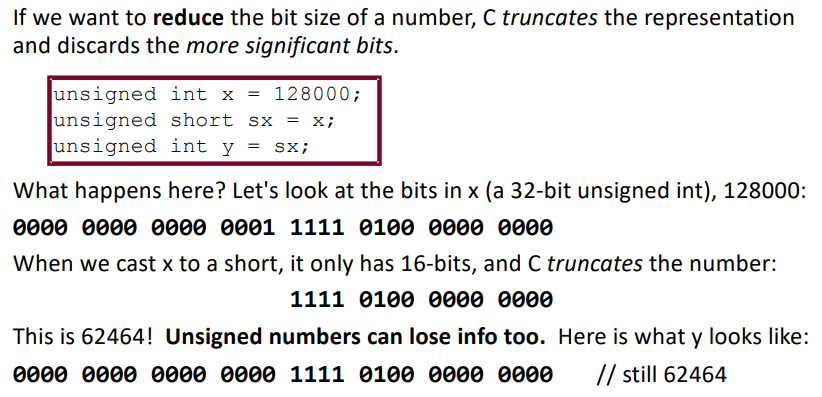 If we want to reduce the bit size of a number, C truncates the representation
and discards the more significant bits.
unsigned int x = 128000;
unsigned short sx = x;
unsigned int y = sx;
What happens here? Let's look at the bits in x (a 32-bit unsigned int), 128000:
0000 0000 0000 0001 1111 0100 0000 0000
When we cast x to a short, it only has 16-bits, and C truncates the number:
1111 0100 0000 0000
This is 62464! Unsigned numbers can lose info too. Here is what y looks like:
0000 0000 0000 0000 1111 0100 0000 0000 // still 62464